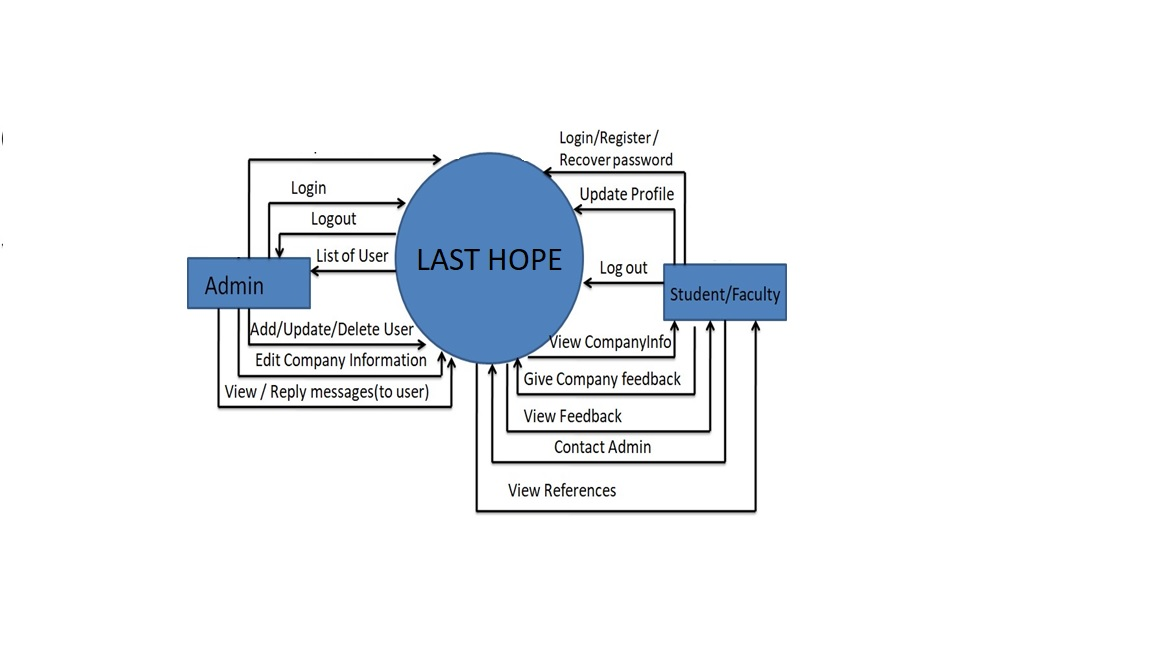 Login/Register /
Recover password
Login
Update Profile
Logout
List of User
LAST HOPE
Log out
Admin
Student/Faculty
Add/Update/Delete User
View CompanyInfo
Edit Company Information
Give Company feedback
View / Reply messages(to user)
View Feedback
Contact Admin
View References